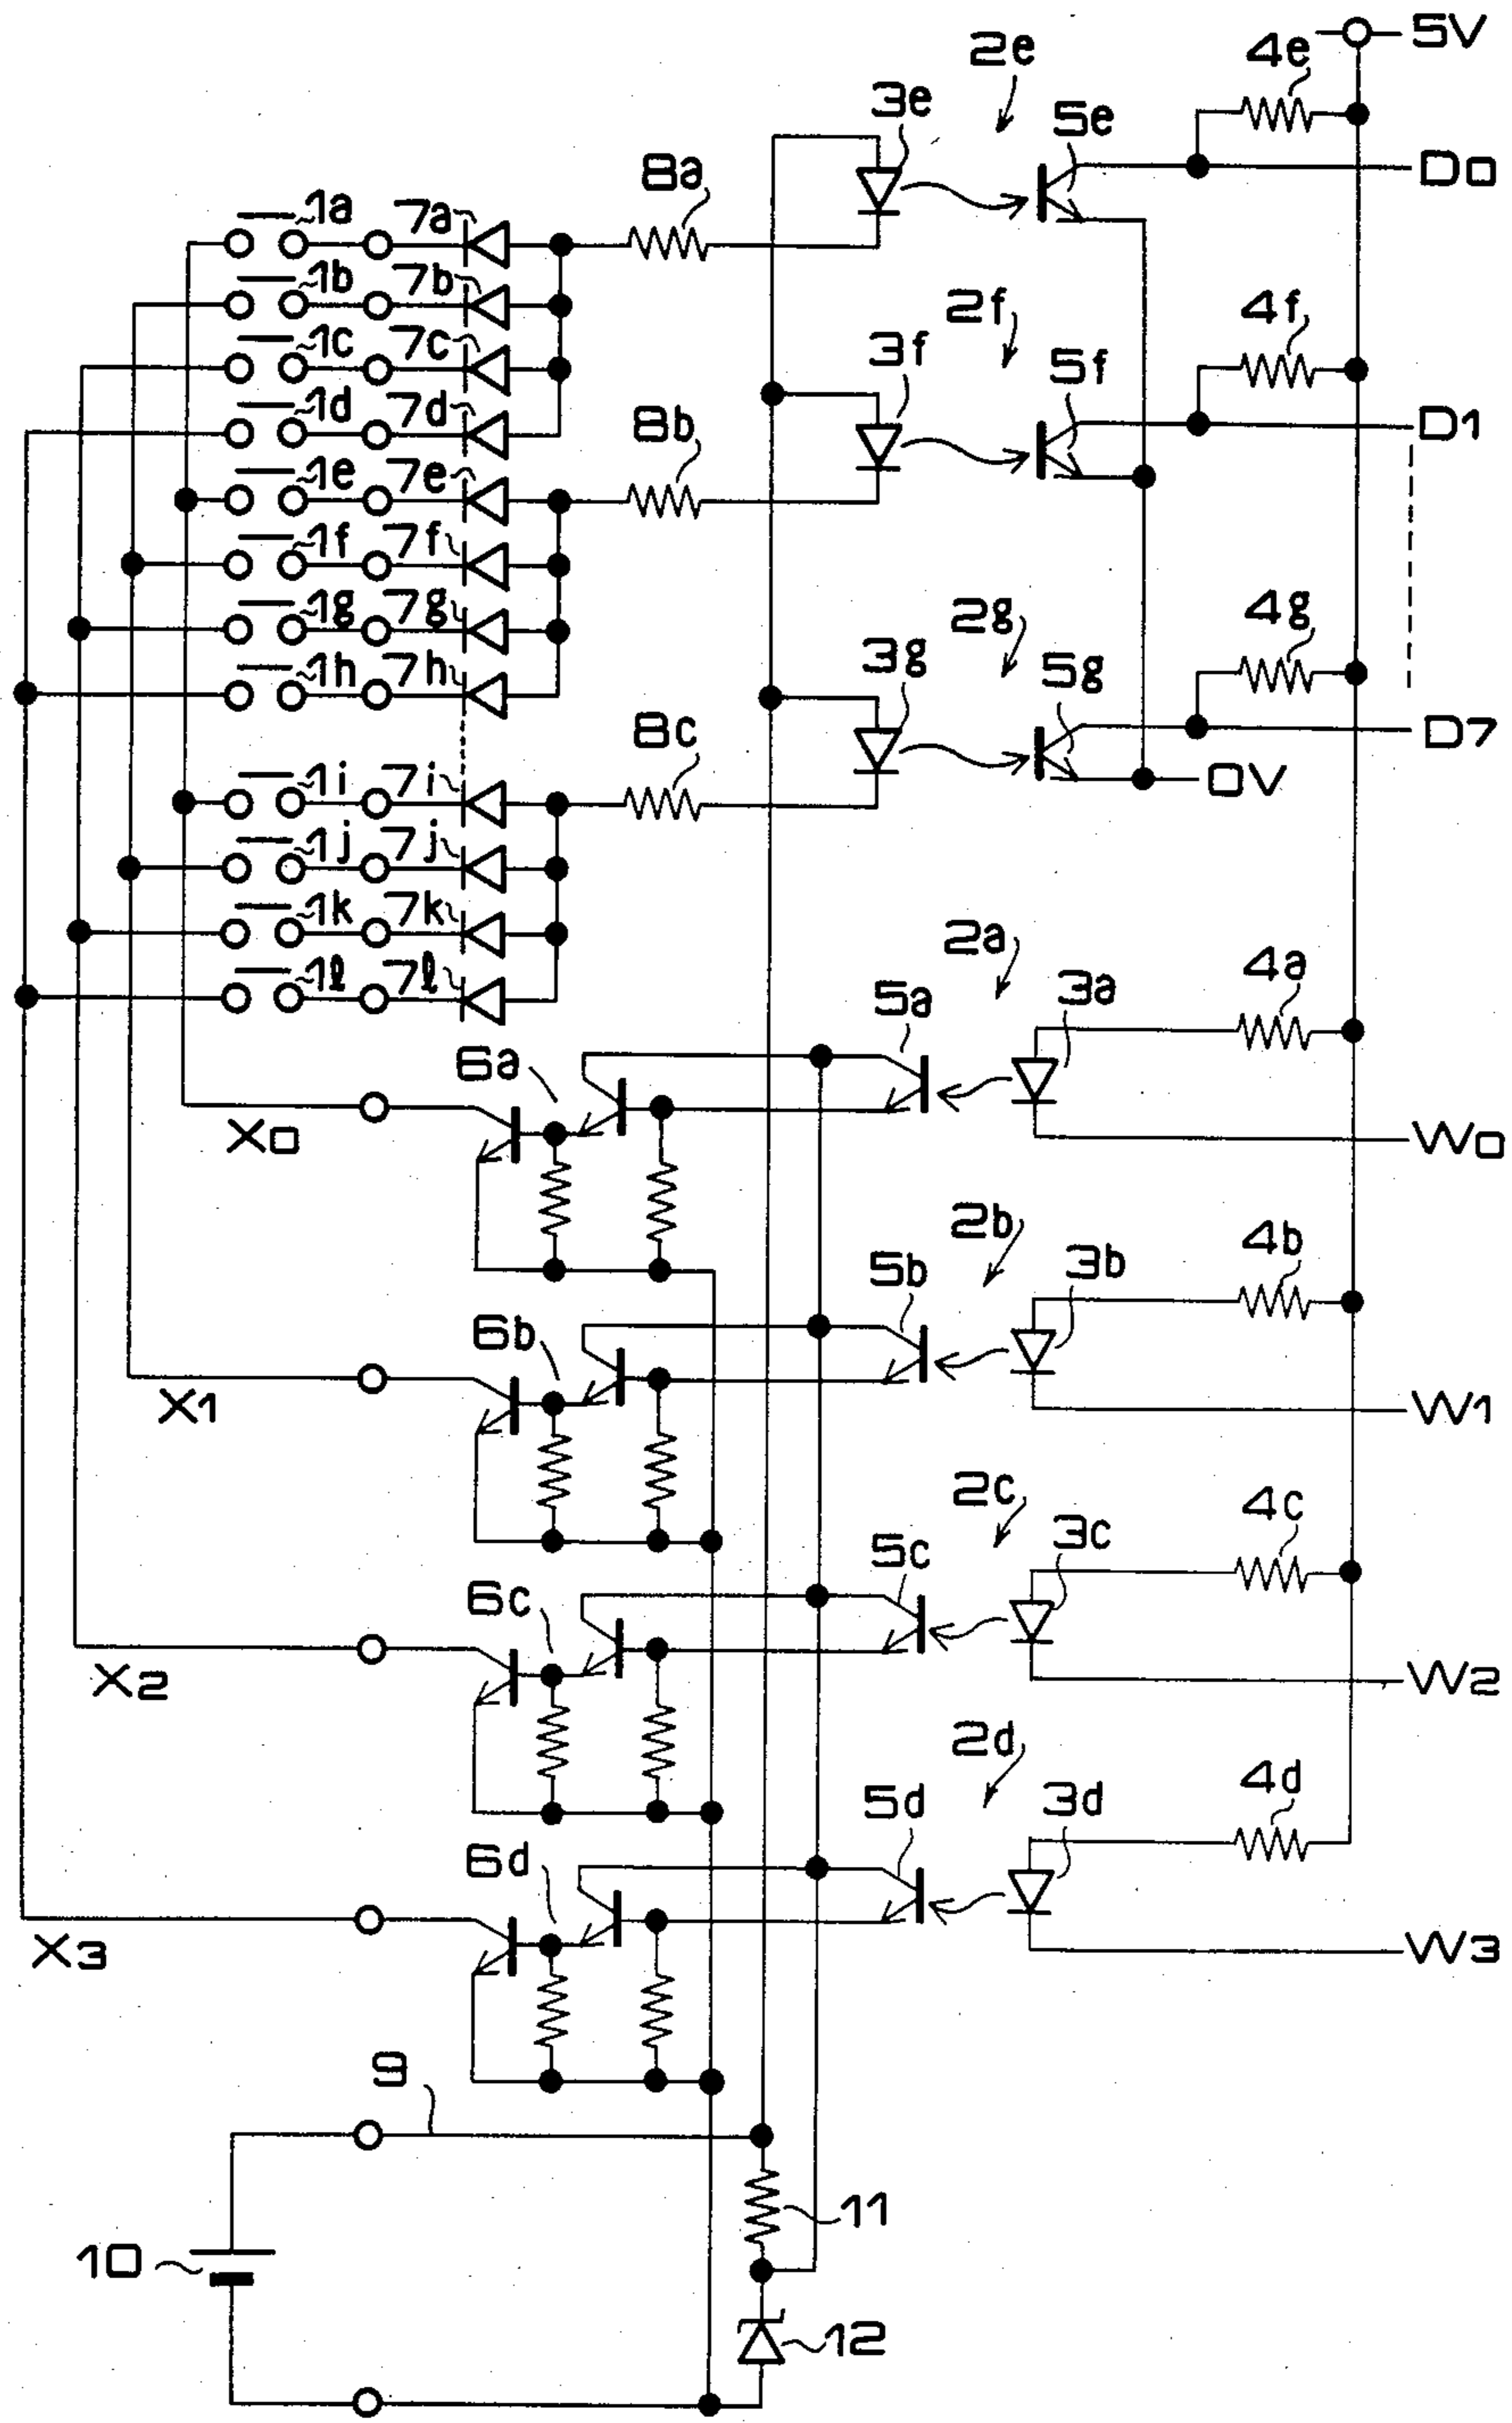 5V
2e
4e
3e
5e
8a
D0
1a
7a
1b
7b
2f
4f
1c
7c
3f
5f
1d
7d
8b
D1
1e
7e
1f
7f
1g
7g
2g
4g
1h
7h
3g
5g
8c
D7
1i
7i
0V
1j
7j
1k
7k
2a
4a
1ℓ
7ℓ
5a
3a
6a
X0
W0
2b
4b
5b
3b
6b
X1
W1
2c
4c
5c
3c
6c
X2
W2
2d
4d
5d
3d
6d
X3
W3
9
11
10
12